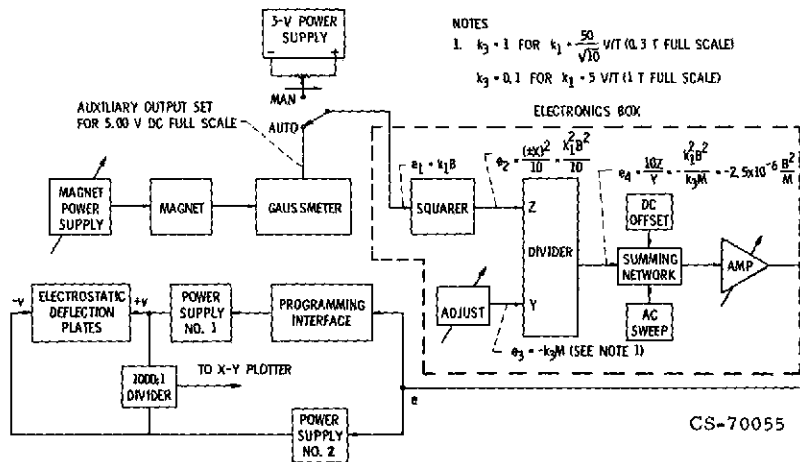 NOTES
1. k3 = 1 FOR k1 = 50/√10 V/T (0.3 T FULL SCALE)
k3 = 0.1 FOR k1 = 5 V/T (1 T FULL SCALE)
3-V POWER
SUPPLY
- +
MAN
AUTO
AUXILIARY OUTPUT SET
FOR 5.00 V DC FULL SCALE
ELECTRONICS BOX
e1 = k1B
e2 = (±X)²/10 = k1²B²/10
e4 = 10Z/Y = -k1²B²/k3M = -2.5x10⁻⁶ B²/M
MAGNET
POWER
SUPPLY
MAGNET
GAUSSMETER
SQUARER
Z
DIVIDER
Y
DC
OFFSET
SUMMING
NETWORK
AMP
AC
SWEEP
ADJUST
e3 = -k3M (SEE NOTE 1)
-v
ELECTROSTATIC
DEFLECTION
PLATES
+v
POWER
SUPPLY
NO. 1
PROGRAMMING
INTERFACE
1000:1
DIVIDER
TO X-Y PLOTTER
POWER
SUPPLY
NO. 2
e
CS-70055